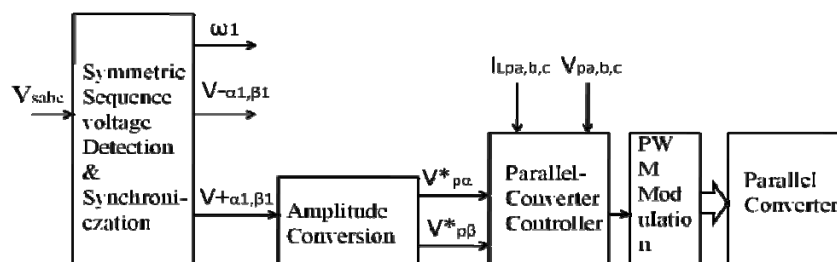 ω1
Symmetric
Sequence
voltage
Detection
&
Synchroni-
czation
Vsabc
V-α1,β1
V+α1,β1
Amplitude
Conversion
V*pα
V*pβ
ILpa,b,c
Vpa,b,c
Parallel-
Converter
Controller
PW
M
Mod
ulatio
n
Parallel
Converter